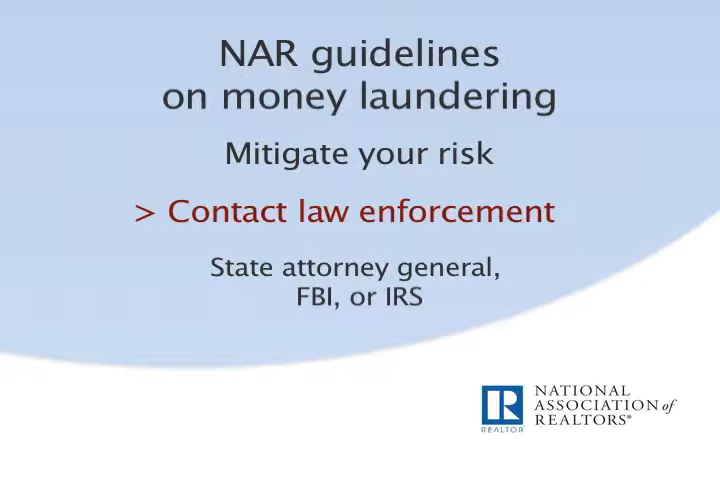 NAR guidelines
on money laundering
Mitigate your risk
> Contact law enforcement
State attorney general,
FBI, or IRS
NATIONAL
ASSOCIATION of
REALTORS®
REALTOR